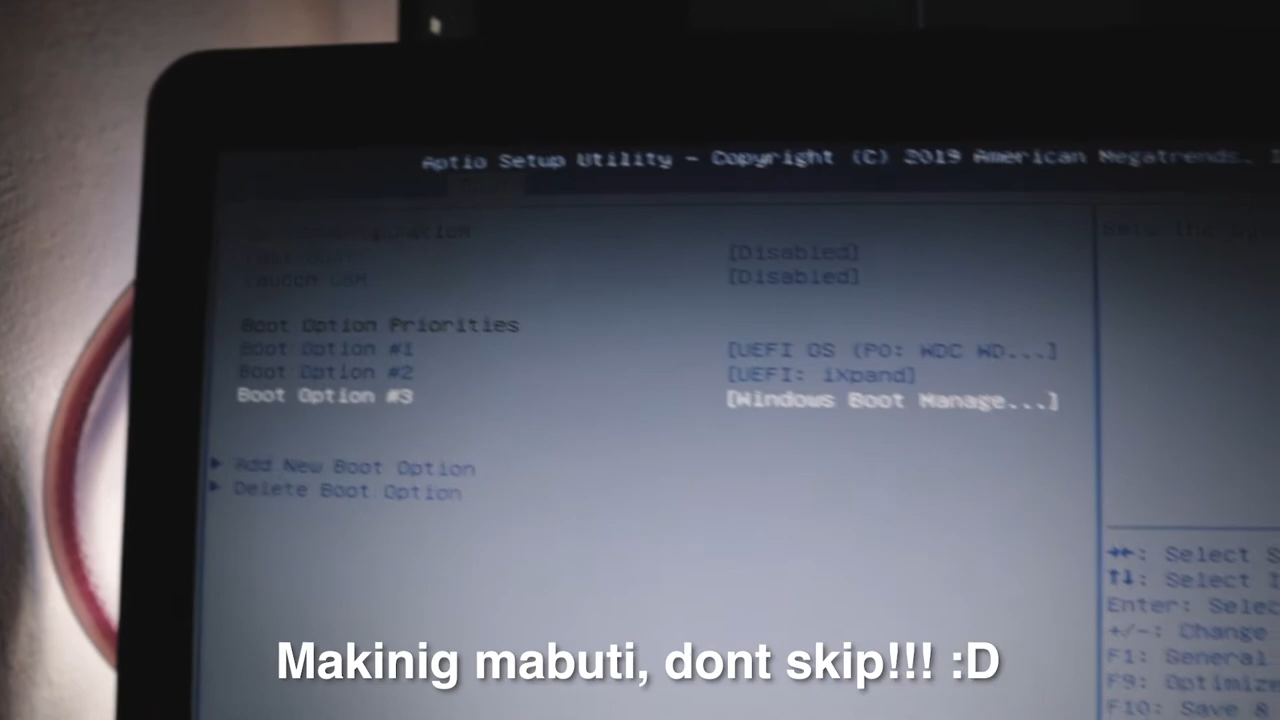 Aptio Setup Utility - Copyright (C) 2019 American Megatrends,
[Disabled]
[Disabled]
Boot Option Priorities
Boot Option #1 [UEFI OS (P0: WDC WD...]
Boot Option #2 [UEFI: iXpand]
Boot Option #3 [Windows Boot Manage...]
Add New Boot Option
Delete Boot Option
→←: Select S
↑↓: Select I
Enter: Selec
+/-: Change
F1: General
F9: Optimize
F10: Save &
Makinig mabuti, dont skip!!! :D